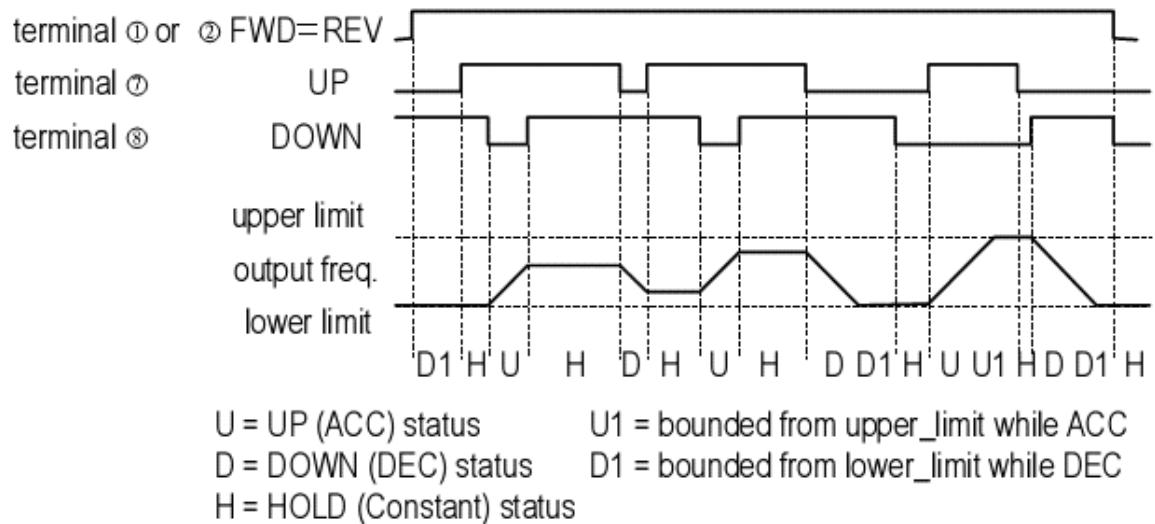 terminal ① or ② FWD=REV
terminal ⑦ UP
terminal ⑧ DOWN
upper limit
output freq.
lower limit
D1 H U H D H U H D D1 H U U1 H D D1 H
U = UP (ACC) status U1 = bounded from upper_limit while ACC
D = DOWN (DEC) status D1 = bounded from lower_limit while DEC
H = HOLD (Constant) status